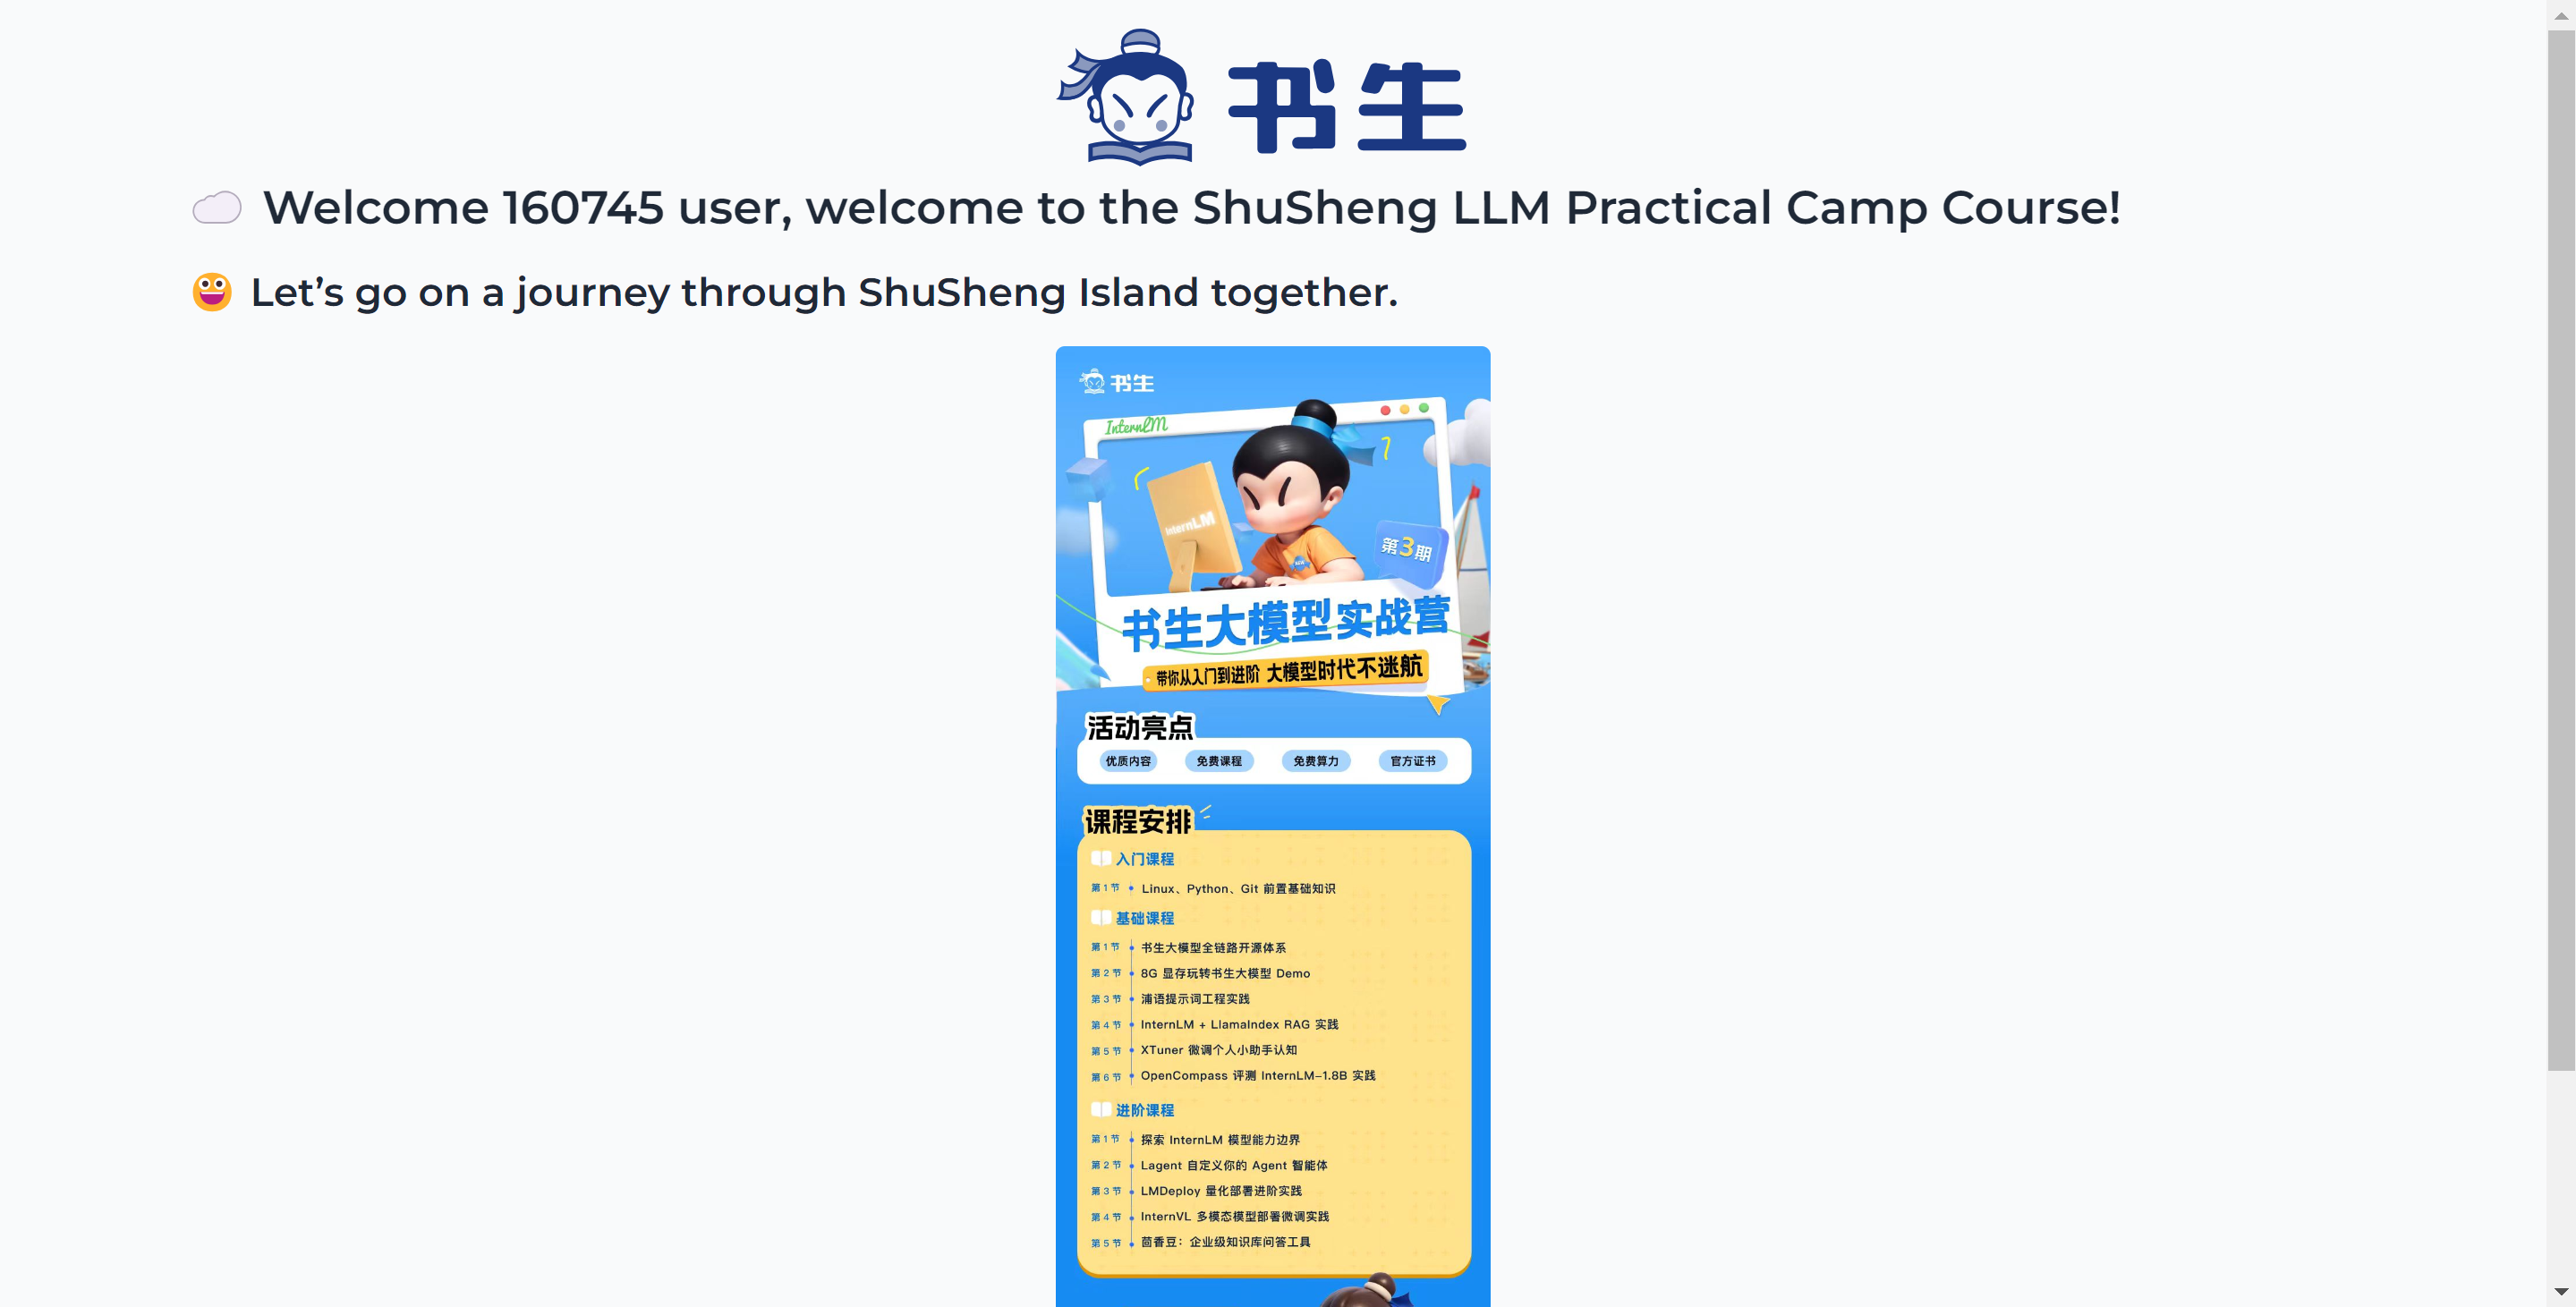 书生
Welcome 160745 user, welcome to the ShuSheng LLM Practical Camp Course!
Let’s go on a journey through ShuSheng Island together.
书生
InternLM
InternLM
第3期
书生大模型实战营
带你从入门到进阶 大模型时代不迷航
活动亮点
优质内容 免费课程 免费算力 官方证书
课程安排
入门课程
第1节 Linux、Python、Git 前置基础知识
基础课程
第1节 书生大模型全链路开源体系
第2节 8G 显存玩转书生大模型 Demo
第3节 浦语提示词工程实践
第4节 InternLM + LlamaIndex RAG 实践
第5节 XTuner 微调个人小助手认知
第6节 OpenCompass 评测 InternLM-1.8B 实践
进阶课程
第1节 探索 InternLM 模型能力边界
第2节 Lagent 自定义你的 Agent 智能体
第3节 LMDeploy 量化部署进阶实践
第4节 InternVL 多模态模型部署微调实践
第5节 茴香豆：企业级知识库问答工具